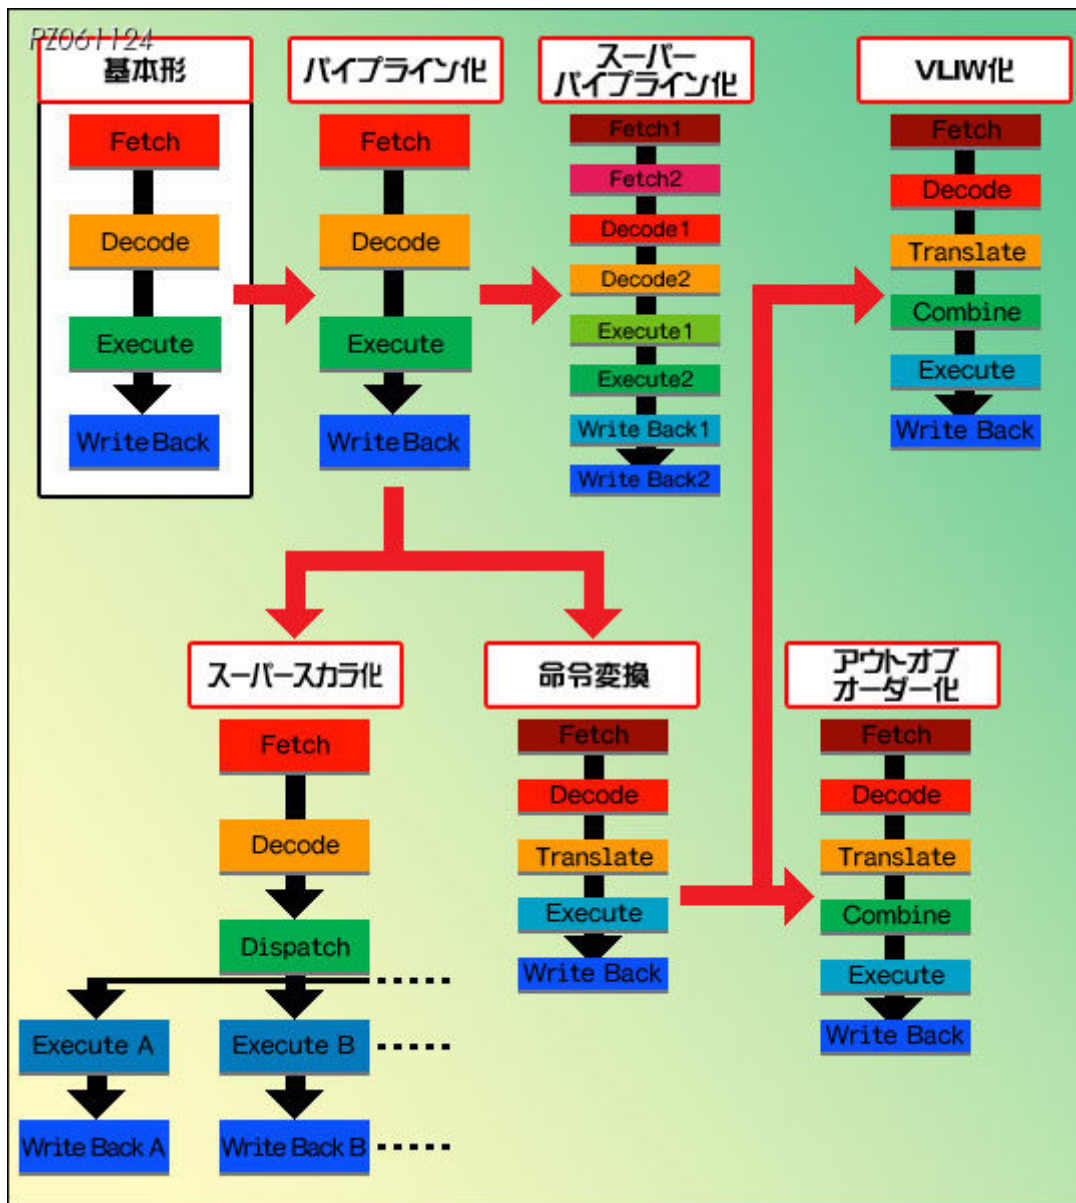 PZ061124
基本形
Fetch
Decode
Execute
Write Back
パイプライン化
Fetch
Decode
Execute
Write Back
スーパー
パイプライン化
Fetch1
Fetch2
Decode1
Decode2
Execute1
Execute2
Write Back1
Write Back2
VLIW化
Fetch
Decode
Translate
Combine
Execute
Write Back
スーパースカラ化
Fetch
Decode
Dispatch
Execute A
Execute B
Write Back A
Write Back B
命令変換
Fetch
Decode
Translate
Execute
Write Back
アウトオブ
オーダー化
Fetch
Decode
Translate
Combine
Execute
Write Back